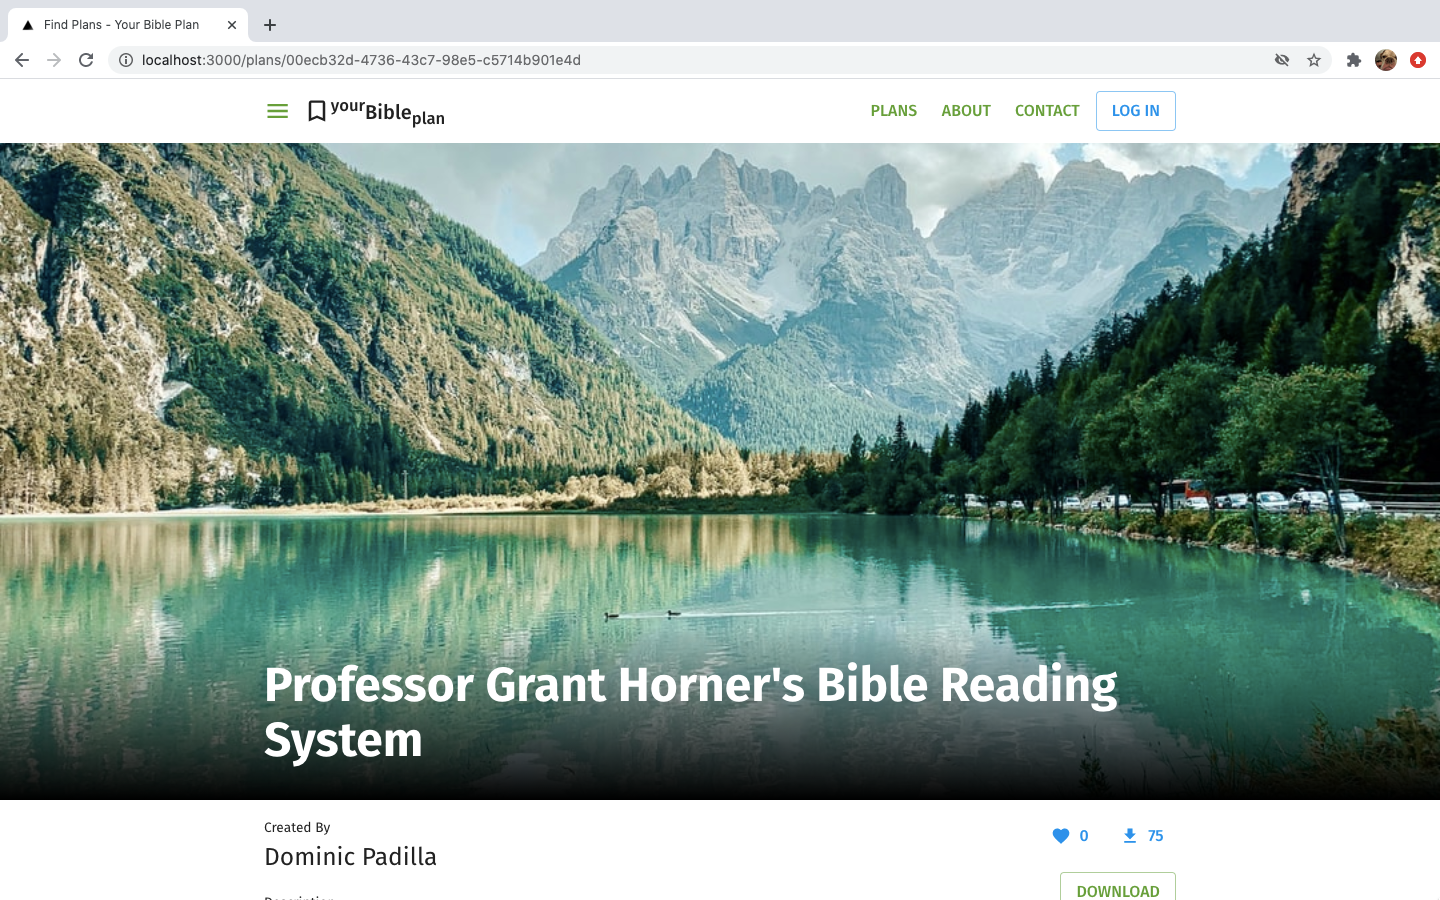 Find Plans - Your Bible Plan
localhost:3000/plans/00ecb32d-4736-43c7-98e5-c5714b901e4d
yourBibleplan
PLANS ABOUT CONTACT LOG IN
Professor Grant Horner's Bible Reading
System
Created By
0 75
Dominic Padilla
DOWNLOAD